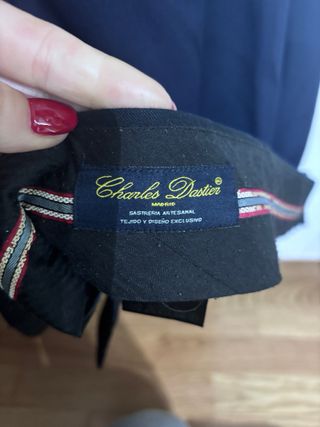 Charles Dastier ®
MADRID
SASTRERIA ARTESANAL
TEJIDO Y DISEÑO EXCLUSIVO